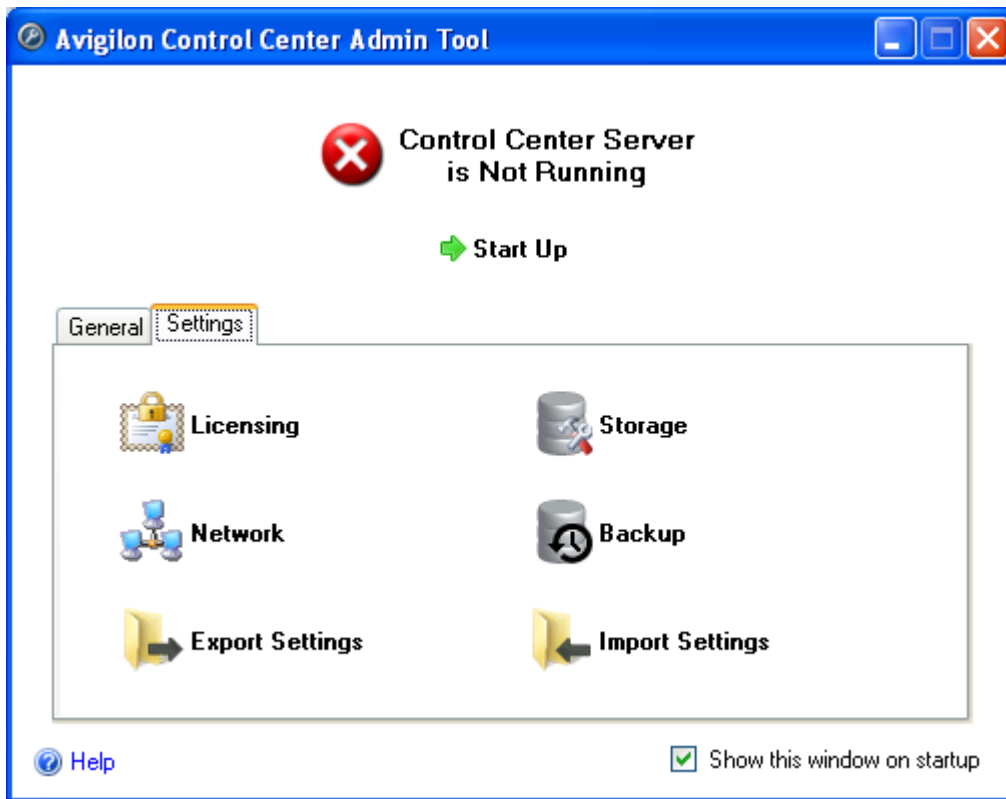 Avigilon Control Center Admin Tool
Control Center Server
is Not Running
Start Up
General
Settings
Licensing
Storage
Network
Backup
Export Settings
Import Settings
Help
Show this window on startup